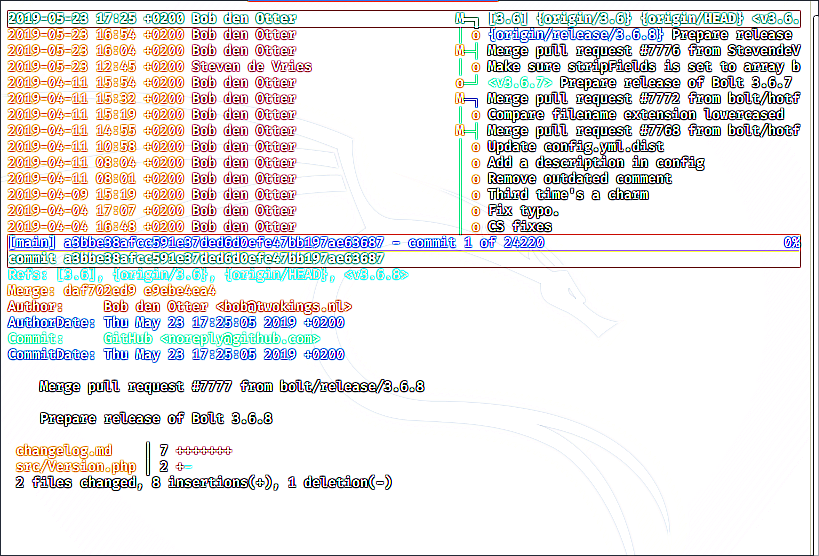 2019-05-23 17:25 +0200 Bob den Otter M─┐ [3.6] {origin/3.6} {origin/HEAD} <v3.6.
2019-05-23 16:54 +0200 Bob den Otter │ o {origin/release/3.6.8} Prepare release
2019-05-23 16:04 +0200 Bob den Otter M─┤ Merge pull request #7776 from StevendeV
2019-05-23 12:45 +0200 Steven de Vries │ o Make sure stripFields is set to array b
2019-04-11 15:54 +0200 Bob den Otter o─┘ <v3.6.7> Prepare release of Bolt 3.6.7
2019-04-11 15:32 +0200 Bob den Otter M─┐ Merge pull request #7772 from bolt/hotf
2019-04-11 15:19 +0200 Bob den Otter │ o Compare filename extension lowercased
2019-04-11 14:55 +0200 Bob den Otter M─┤ Merge pull request #7768 from bolt/hotf
2019-04-11 10:58 +0200 Bob den Otter │ o Update config.yml.dist
2019-04-11 08:04 +0200 Bob den Otter │ o Add a description in config
2019-04-11 08:01 +0200 Bob den Otter │ o Remove outdated comment
2019-04-09 15:19 +0200 Bob den Otter │ o Third time's a charm
2019-04-04 17:07 +0200 Bob den Otter │ o Fix typo.
2019-04-04 16:48 +0200 Bob den Otter │ o CS fixes
[main] a3bbe38afcc591e37ded6d0efe47bb197ae63687 - commit 1 of 24220 0%
commit a3bbe38afcc591e37ded6d0efe47bb197ae63687
Refs: [3.6], {origin/3.6}, {origin/HEAD}, <v3.6.8>
Merge: daf702ed9 e9ebe4ea4
Author: Bob den Otter <bob@twokings.nl>
AuthorDate: Thu May 23 17:25:05 2019 +0200
Commit: GitHub <noreply@github.com>
CommitDate: Thu May 23 17:25:05 2019 +0200
Merge pull request #7777 from bolt/release/3.6.8
Prepare release of Bolt 3.6.8
changelog.md │ 7 +++++++
src/Version.php │ 2 +-
2 files changed, 8 insertions(+), 1 deletion(-)